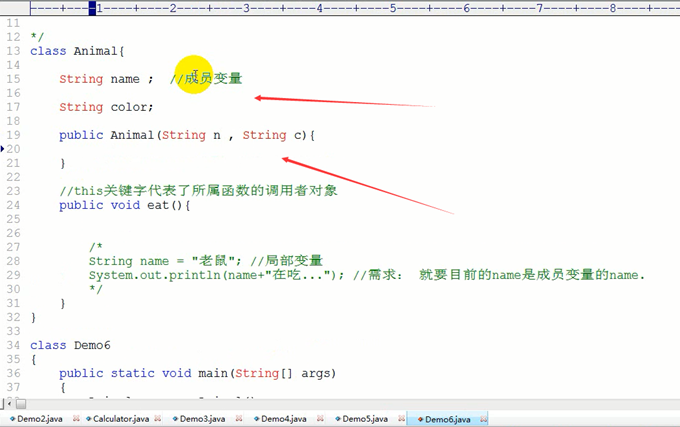 ----+----1----+----2----+----3----+----4----+----5----+----6----+----7----+----8----+----
11
12 */
13 class Animal{
14
15 String name ; //成员变量
16
17 String color;
18
19 public Animal(String n , String c){
20
21 }
22
23 //this关键字代表了所属函数的调用者对象
24 public void eat(){
25
26
27 /*
28 String name = "老鼠"; //局部变量
29 System.out.println(name+"在吃..."); //需求： 就要目前的name是成员变量的name.
30 */
31 }
32 }
33
34 class Demo6
35 {
36 public static void main(String[] args)
37 {
Demo2.java Calculator.java Demo3.java Demo4.java Demo5.java Demo6.java